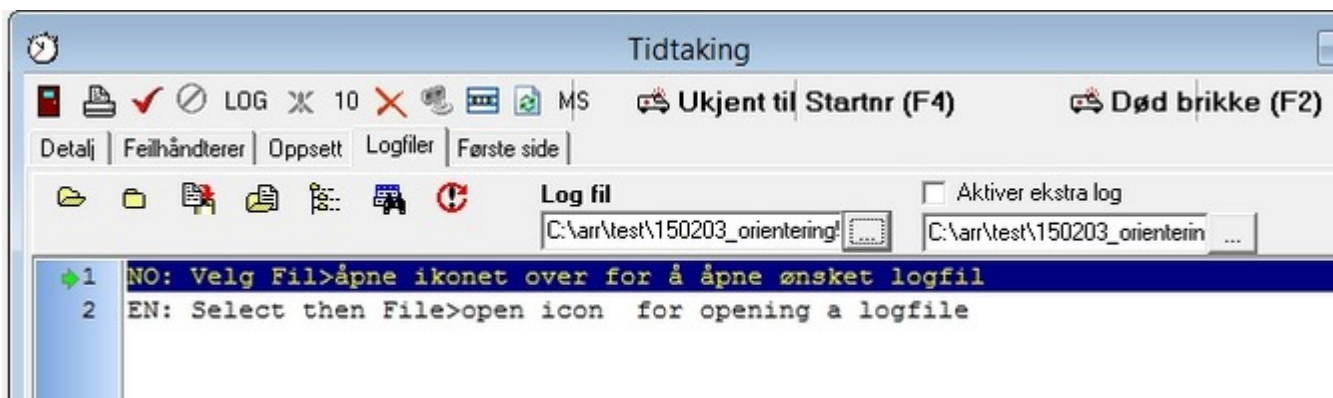 Tidtaking
LOG 10 MS Ukjent til Startnr (F4) Død brikke (F2)
Detalj Feilhåndterer Oppsett Logfiler Første side
Log fil Aktiver ekstra log
C:\arr\test\150203_orientering! ... C:\arr\test\150203_orienterin ...
1 NO: Velg Fil>åpne ikonet over for å åpne ønsket logfil
2 EN: Select then File>open icon for opening a logfile